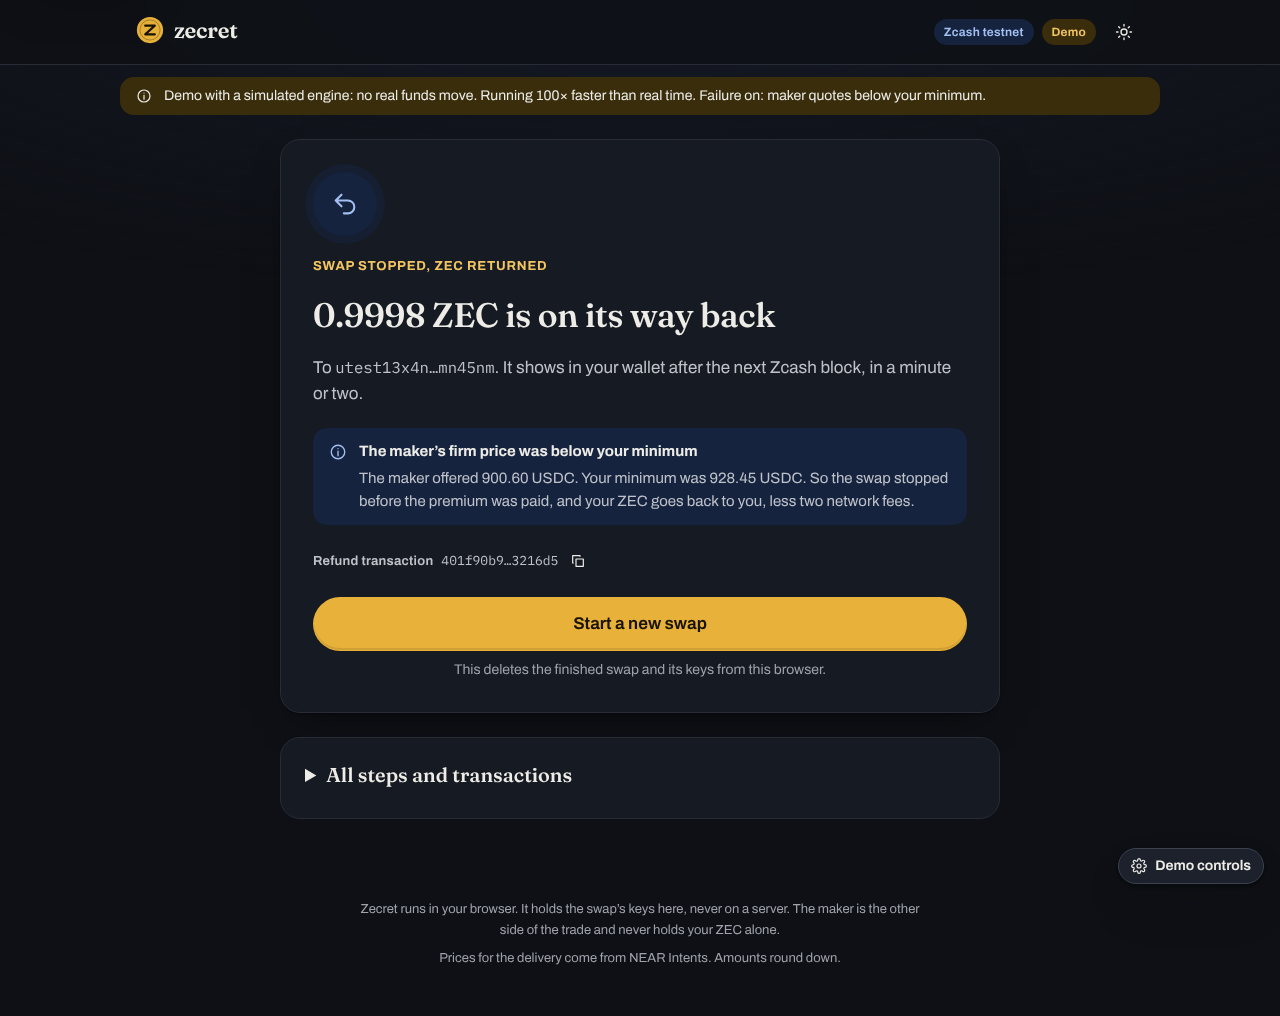 zecret
Zcash testnet
Demo
Demo with a simulated engine: no real funds move. Running 100× faster than real time. Failure on: maker quotes below your minimum.
SWAP STOPPED, ZEC RETURNED
0.9998 ZEC is on its way back
To utest13x4n…mn45nm. It shows in your wallet after the next Zcash block, in a minute
or two.
The maker’s firm price was below your minimum
The maker offered 900.60 USDC. Your minimum was 928.45 USDC. So the swap stopped
before the premium was paid, and your ZEC goes back to you, less two network fees.
Refund transaction 401f90b9…3216d5
Start a new swap
This deletes the finished swap and its keys from this browser.
All steps and transactions
Demo controls
Zecret runs in your browser. It holds the swap’s keys here, never on a server. The maker is the other
side of the trade and never holds your ZEC alone.
Prices for the delivery come from NEAR Intents. Amounts round down.